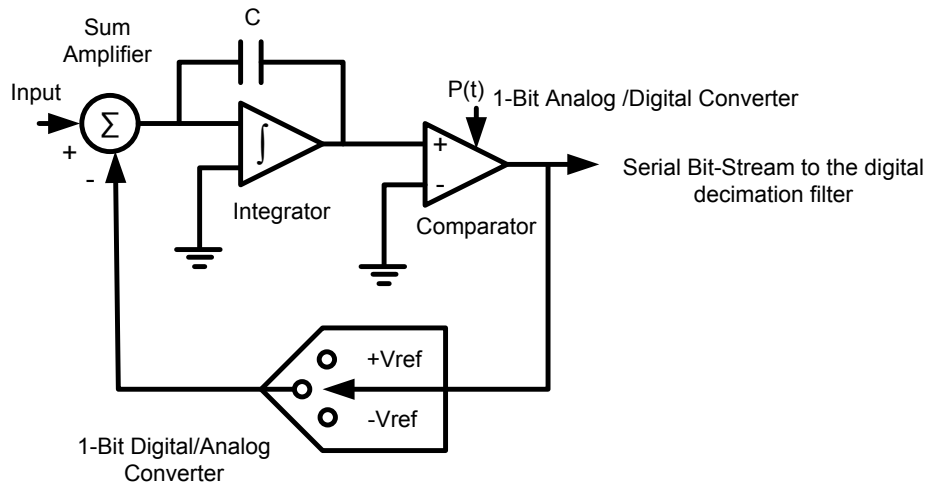 C
Sum
Amplifier
Input
Σ
+
-
∫
Integrator
P(t)
1-Bit Analog /Digital Converter
+
-
Comparator
Serial Bit-Stream to the digital
decimation filter
+Vref
-Vref
1-Bit Digital/Analog
Converter